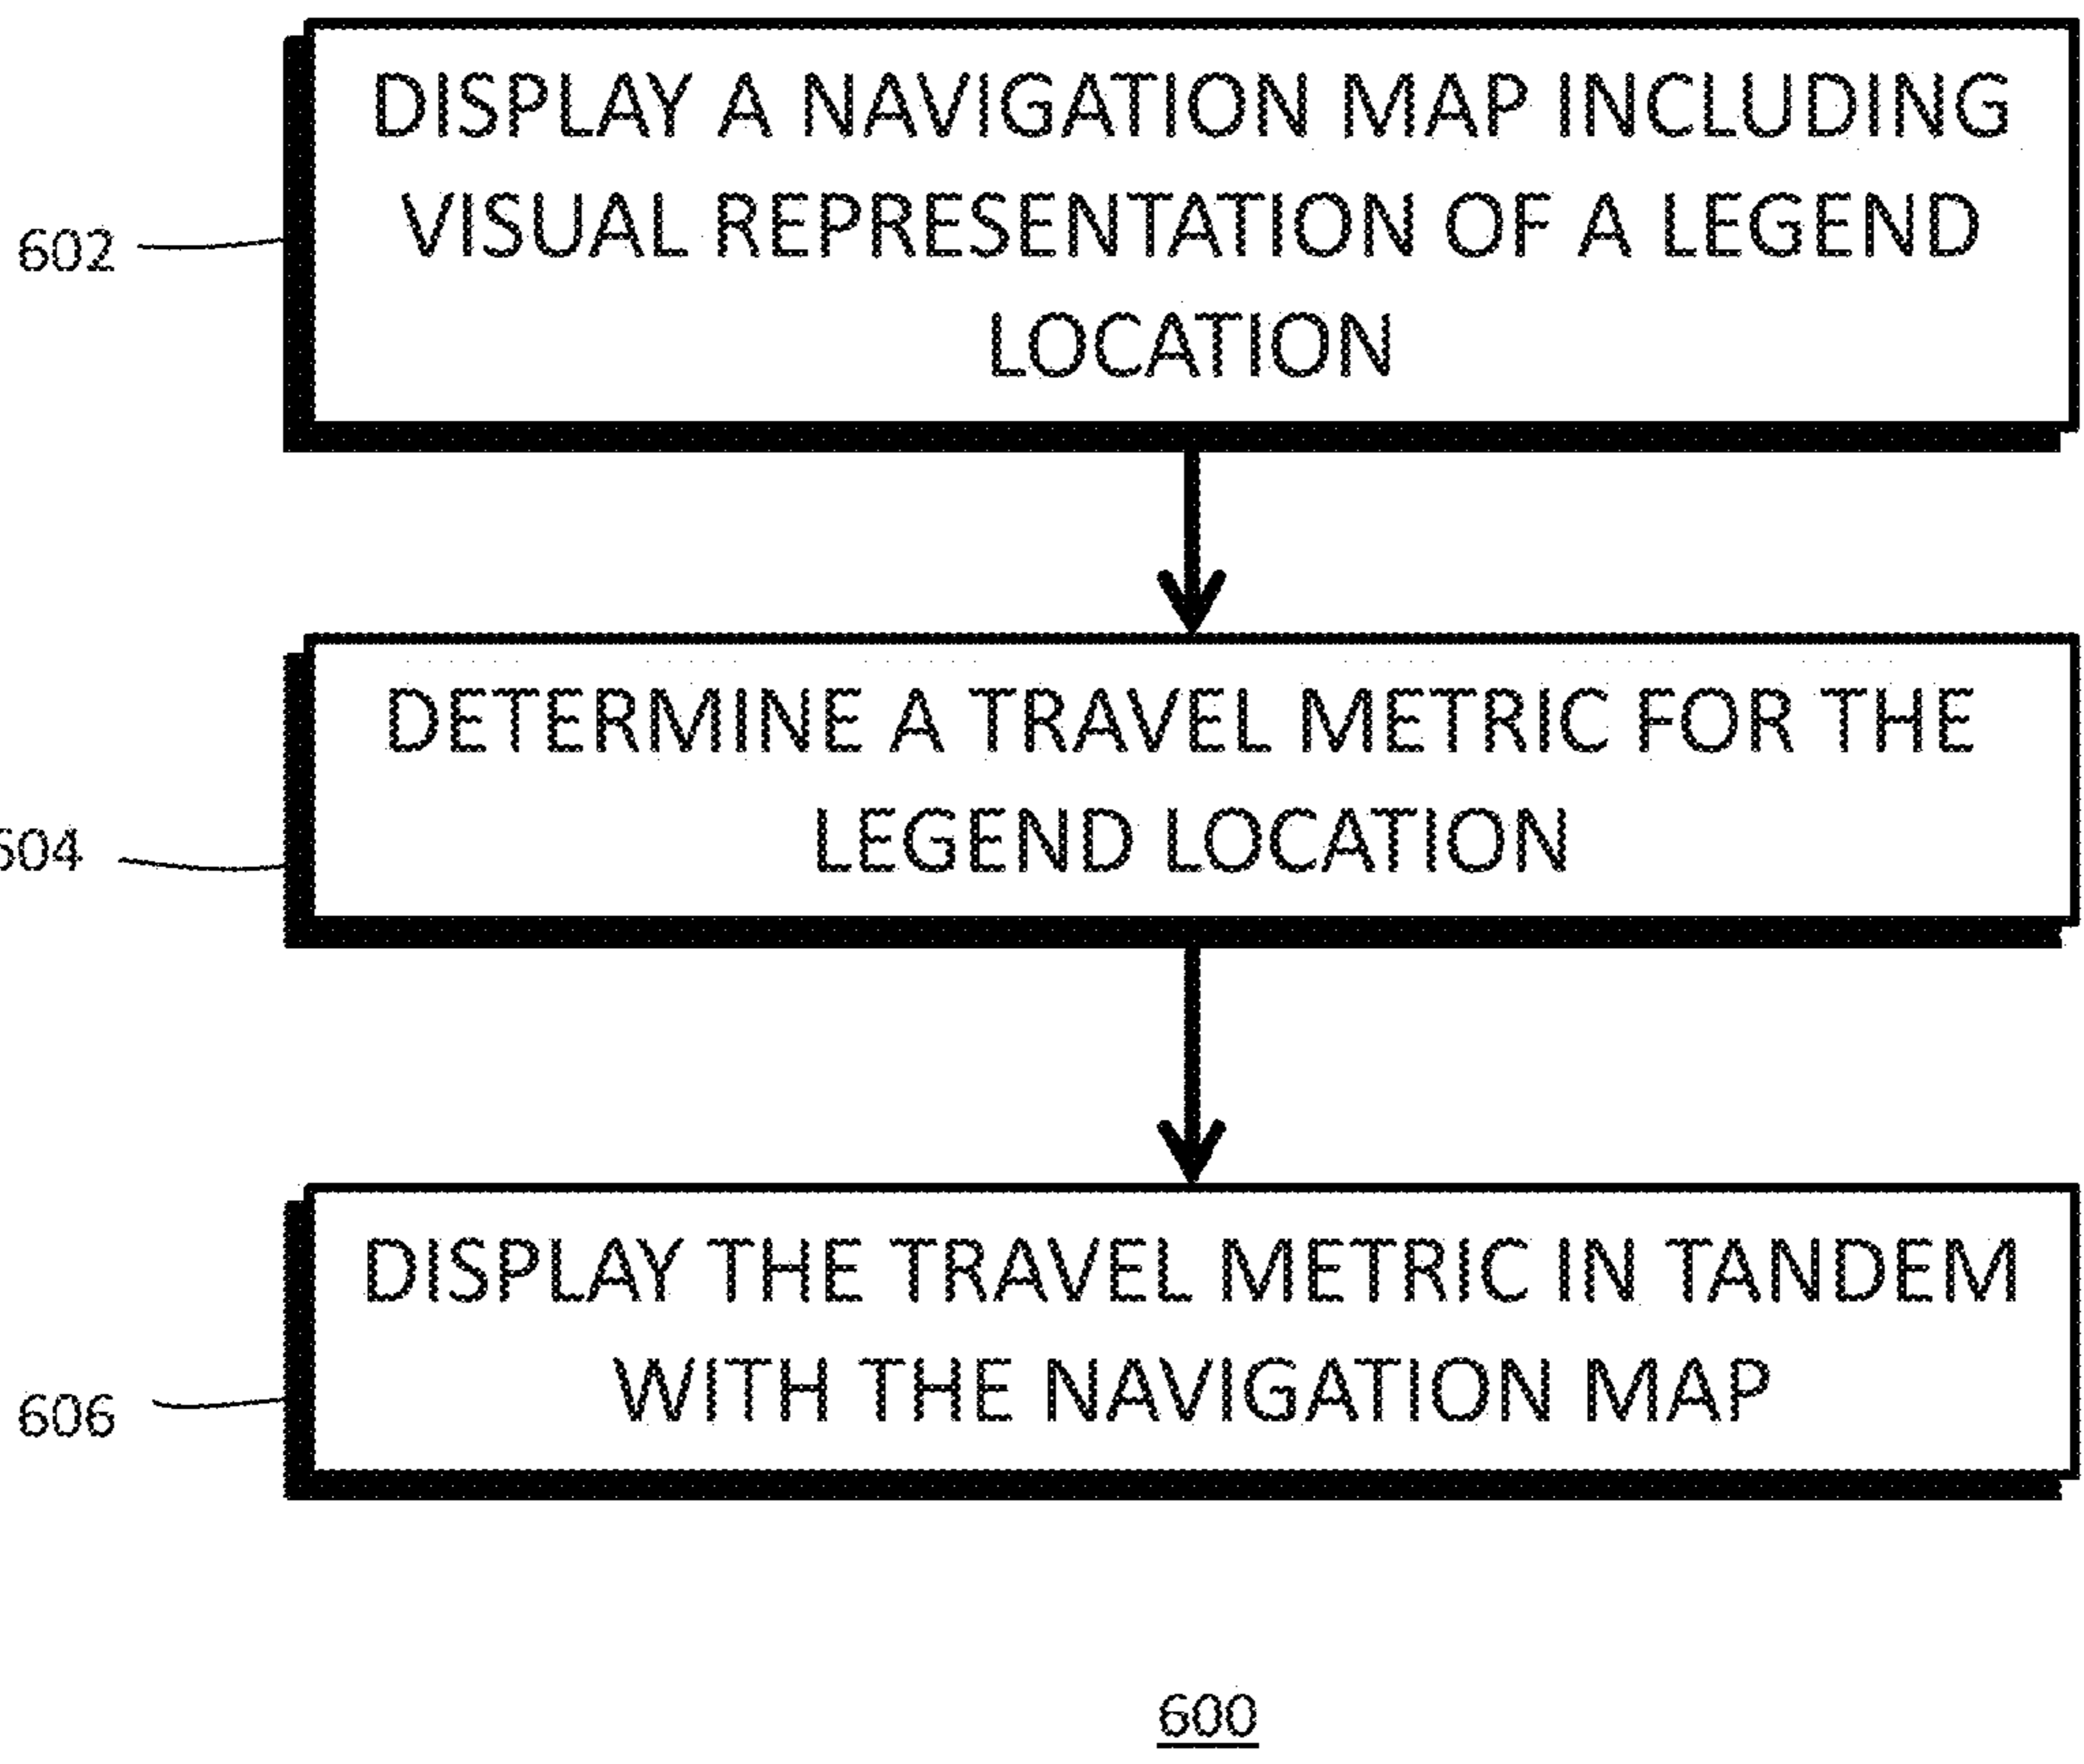 DISPLAY A NAVIGATION MAP INCLUDING
VISUAL REPRESENTATION OF A LEGEND
LOCATION
602
DETERMINE A TRAVEL METRIC FOR THE
LEGEND LOCATION
604
DISPLAY THE TRAVEL METRIC IN TANDEM
WITH THE NAVIGATION MAP
606
600